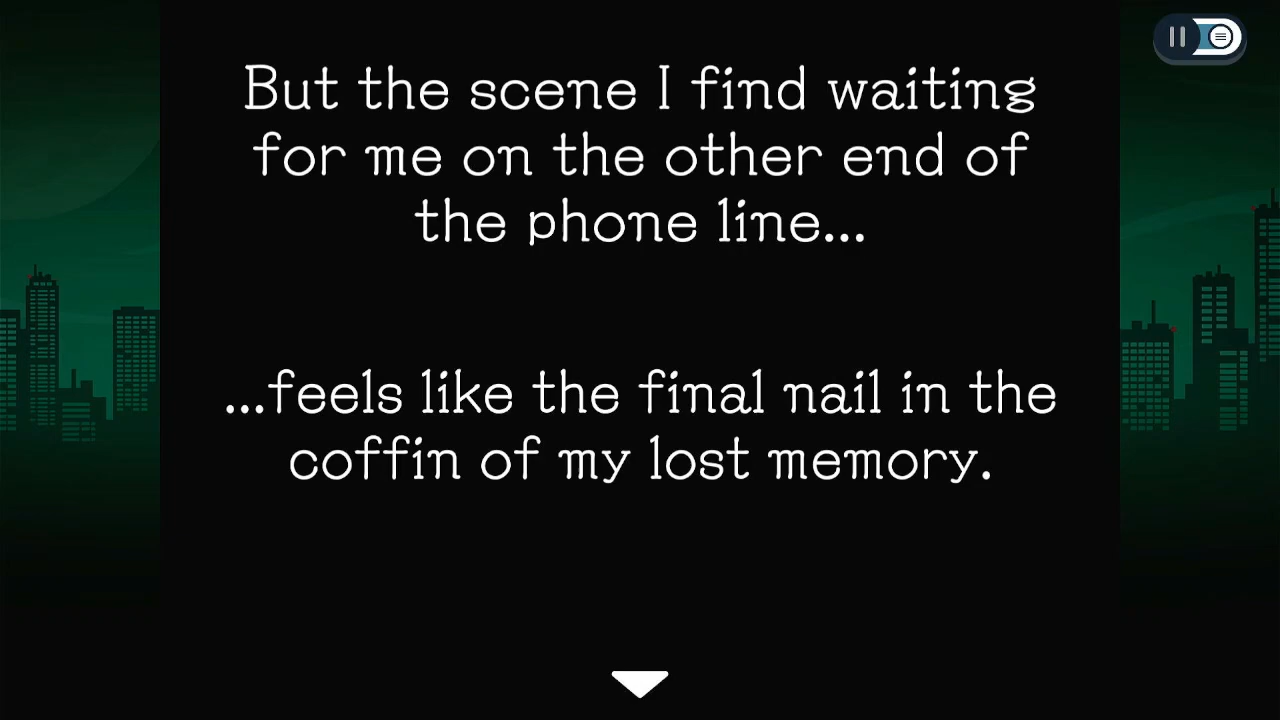 But the scene I find waiting
for me on the other end of
the phone line...
...feels like the final nail in the
coffin of my lost memory.